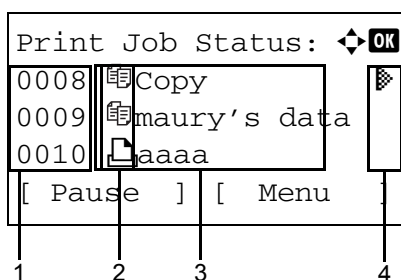 Print Job Status: OK
0008 Copy
0009 maury's data
0010 aaaa
[ Pause ] [ Menu ]
1 2 3 4